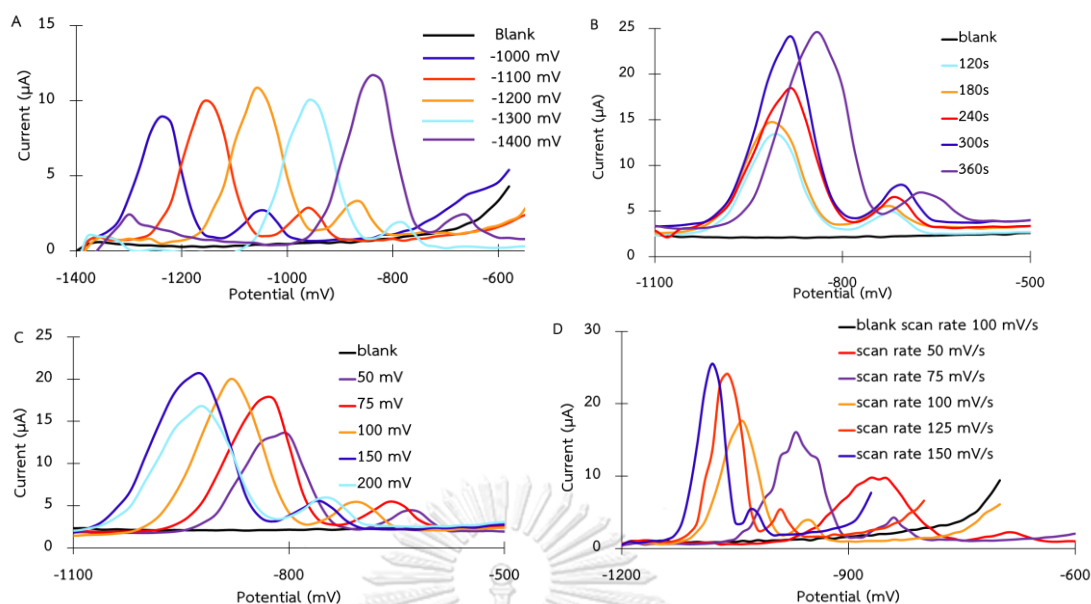 A
15
10
5
0
-1400
-1200
-1000
-800
-600
Current (µA)
Potential (mV)
Blank
-1000 mV
-1100 mV
-1200 mV
-1300 mV
-1400 mV
B
25
20
15
10
5
0
-1100
-800
-500
Current (µA)
Potential (mV)
blank
120s
180s
240s
300s
360s
C
25
20
15
10
5
0
-1100
-800
-500
Current (µA)
Potential (mV)
blank
50 mV
75 mV
100 mV
150 mV
200 mV
D
30
20
10
0
-1200
-900
-600
Current (µA)
Potential (mV)
blank scan rate 100 mV/s
scan rate 50 mV/s
scan rate 75 mV/s
scan rate 100 mV/s
scan rate 125 mV/s
scan rate 150 mV/s